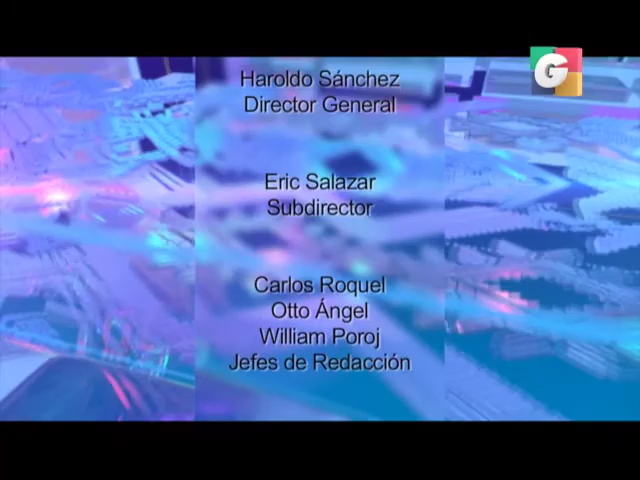 G
Haroldo Sánchez
Director General
Eric Salazar
Subdirector
Carlos Roquel
Otto Ángel
William Poroj
Jefes de Redacción